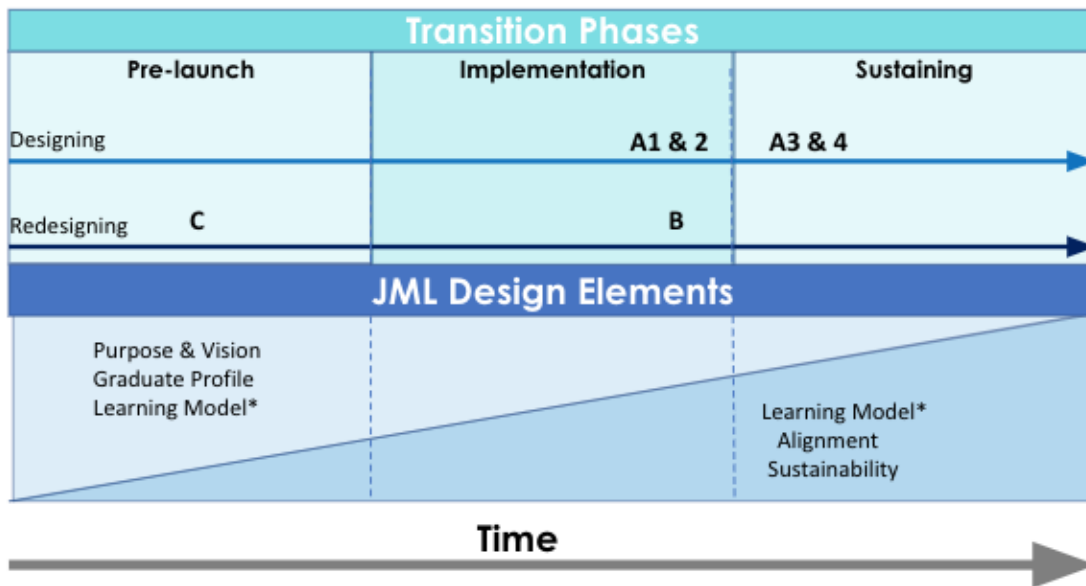 Transition Phases
Pre-launch Implementation Sustaining
Designing A1 & 2 A3 & 4
Redesigning C B
JML Design Elements
Purpose & Vision
Graduate Profile
Learning Model*
Learning Model*
Alignment
Sustainability
Time